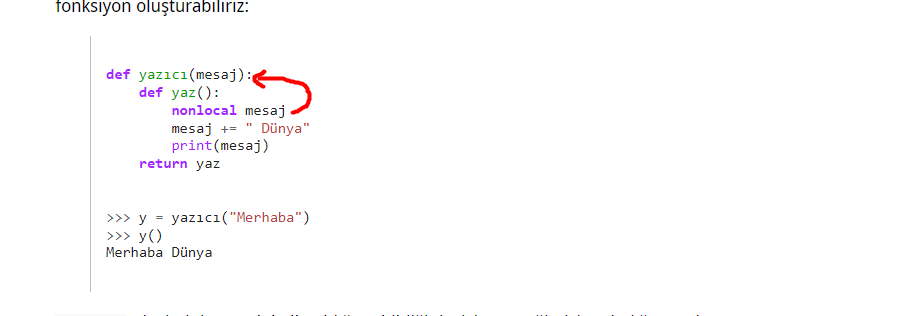 fonksiyon oluşturabiliriz:
def yazıcı(mesaj):
def yaz():
nonlocal mesaj
mesaj += " Dünya"
print(mesaj)
return yaz
>>> y = yazıcı("Merhaba")
>>> y()
Merhaba Dünya